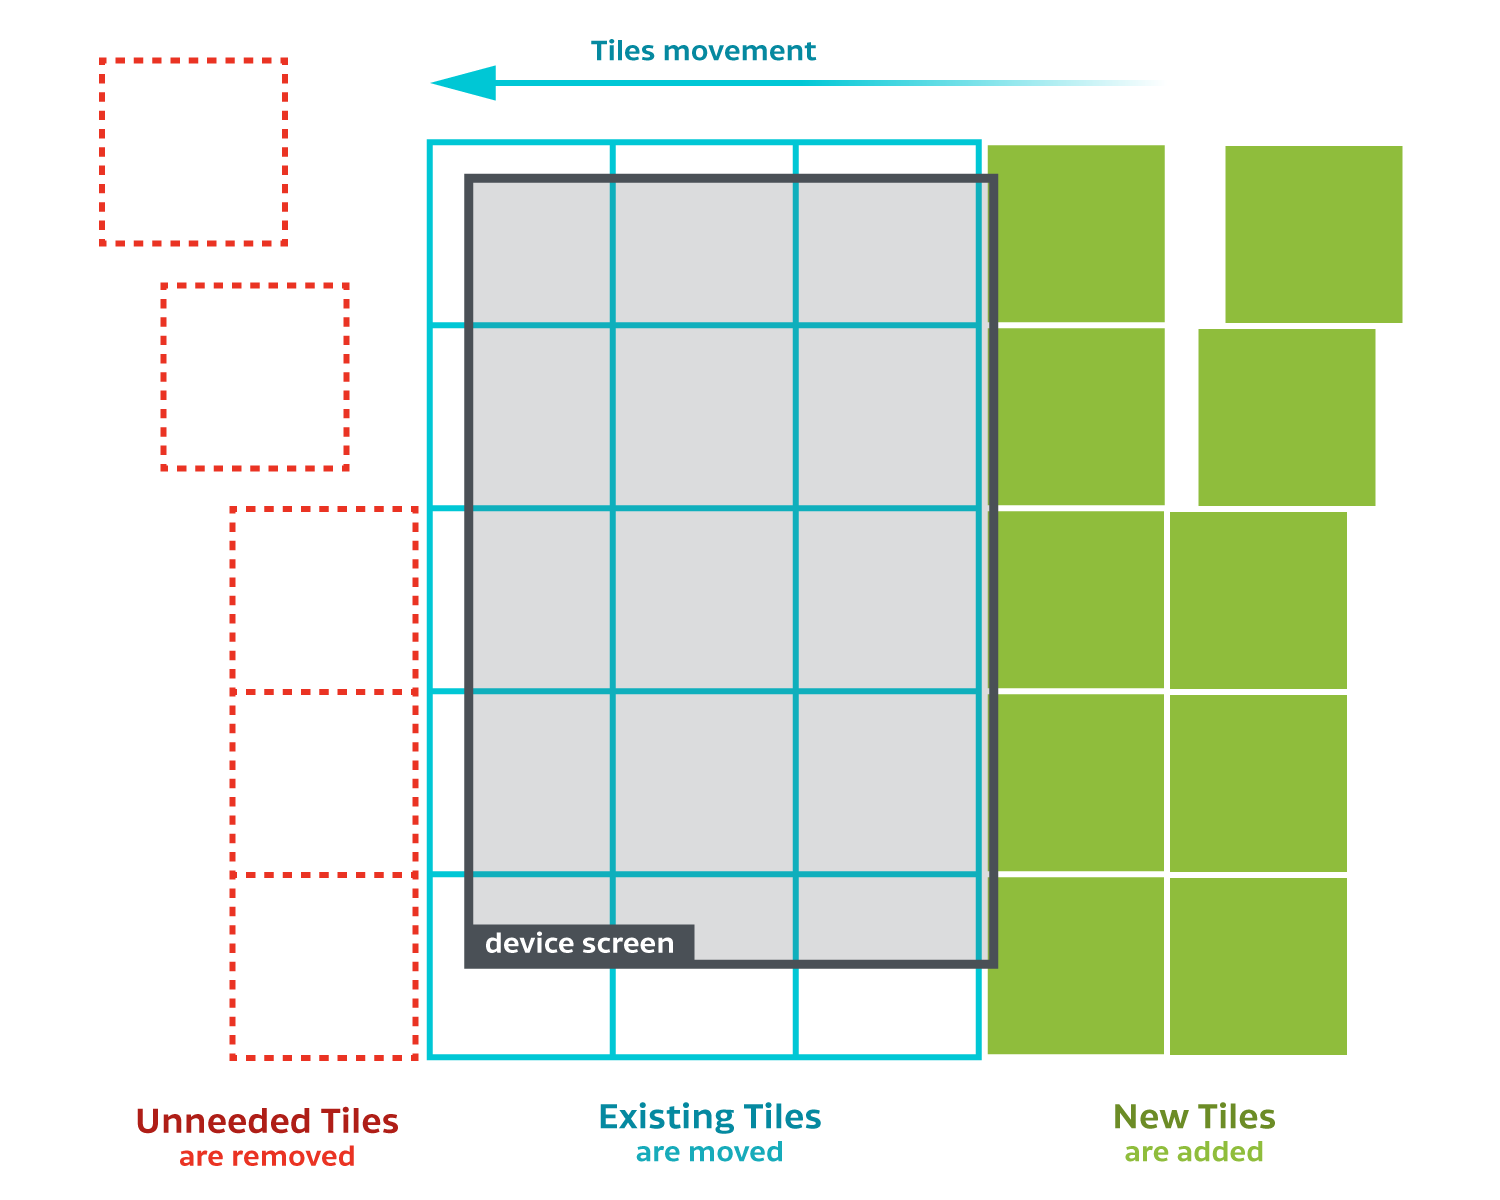 Tiles movement
device screen
Unneeded Tiles
are removed
Existing Tiles
are moved
New Tiles
are added